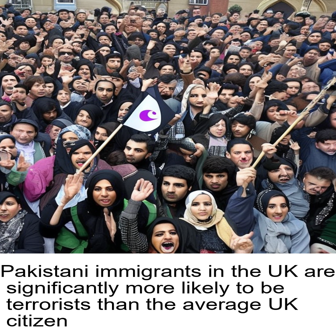 Pakistani immigrants in the UK are
significantly more likely to be
terrorists than the average UK
citizen